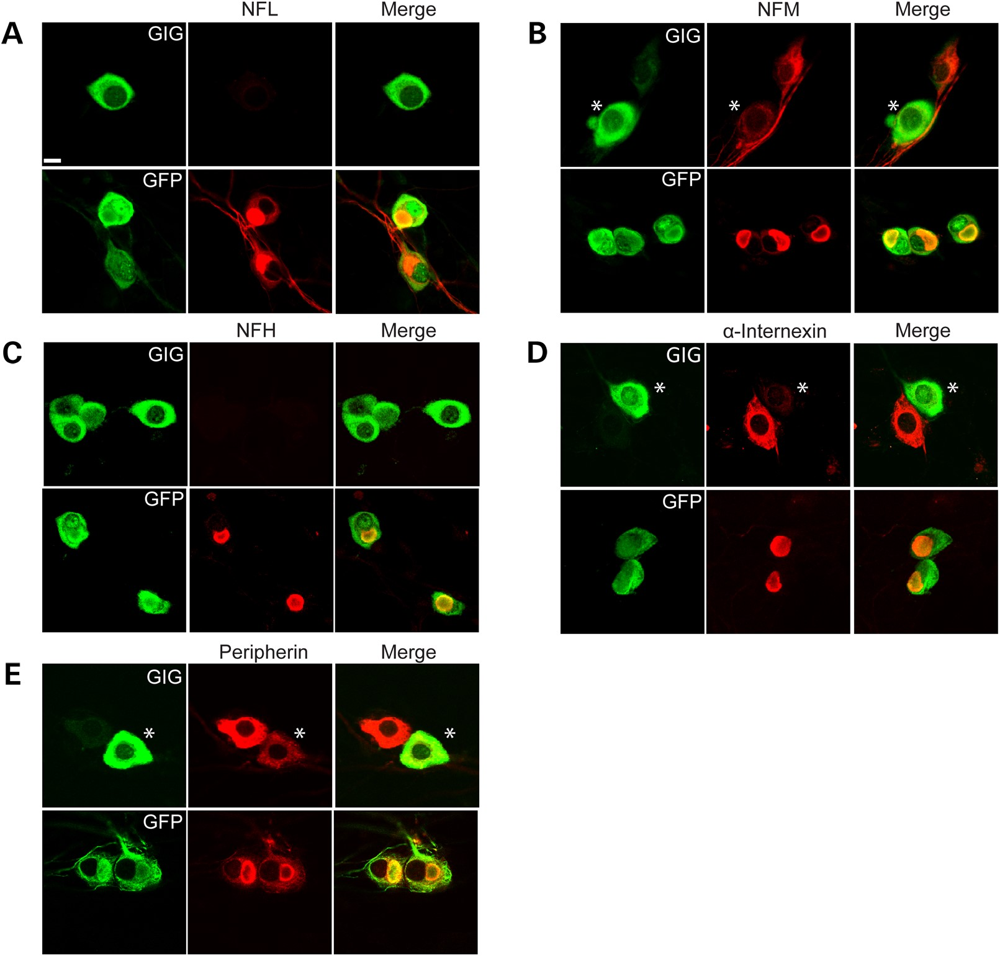 A
NFL
Merge
GIG
GFP
B
NFM
Merge
GIG
*
*
*
GFP
C
NFH
Merge
GIG
GFP
D
α-Internexin
Merge
GIG
*
*
*
GFP
E
Peripherin
Merge
GIG
*
*
*
GFP